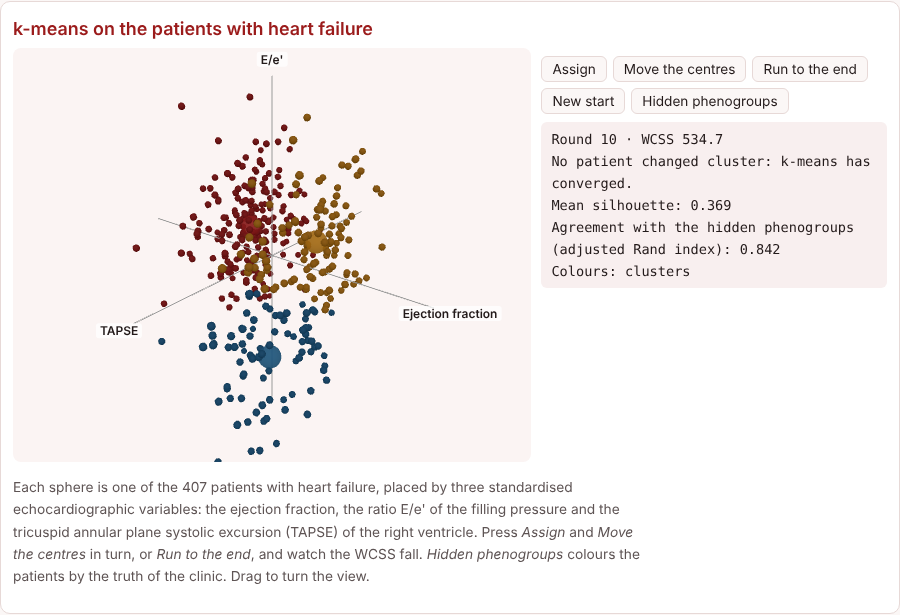 k-means on the patients with heart failure
E/e'
TAPSE
Ejection fraction
Assign
Move the centres
Run to the end
New start
Hidden phenogroups
Round 10 · WCSS 534.7
No patient changed cluster: k-means has
converged.
Mean silhouette: 0.369
Agreement with the hidden phenogroups
(adjusted Rand index): 0.842
Colours: clusters
Each sphere is one of the 407 patients with heart failure, placed by three standardised
echocardiographic variables: the ejection fraction, the ratio E/e' of the filling pressure and the
tricuspid annular plane systolic excursion (TAPSE) of the right ventricle. Press Assign and Move
the centres in turn, or Run to the end, and watch the WCSS fall. Hidden phenogroups colours the
patients by the truth of the clinic. Drag to turn the view.